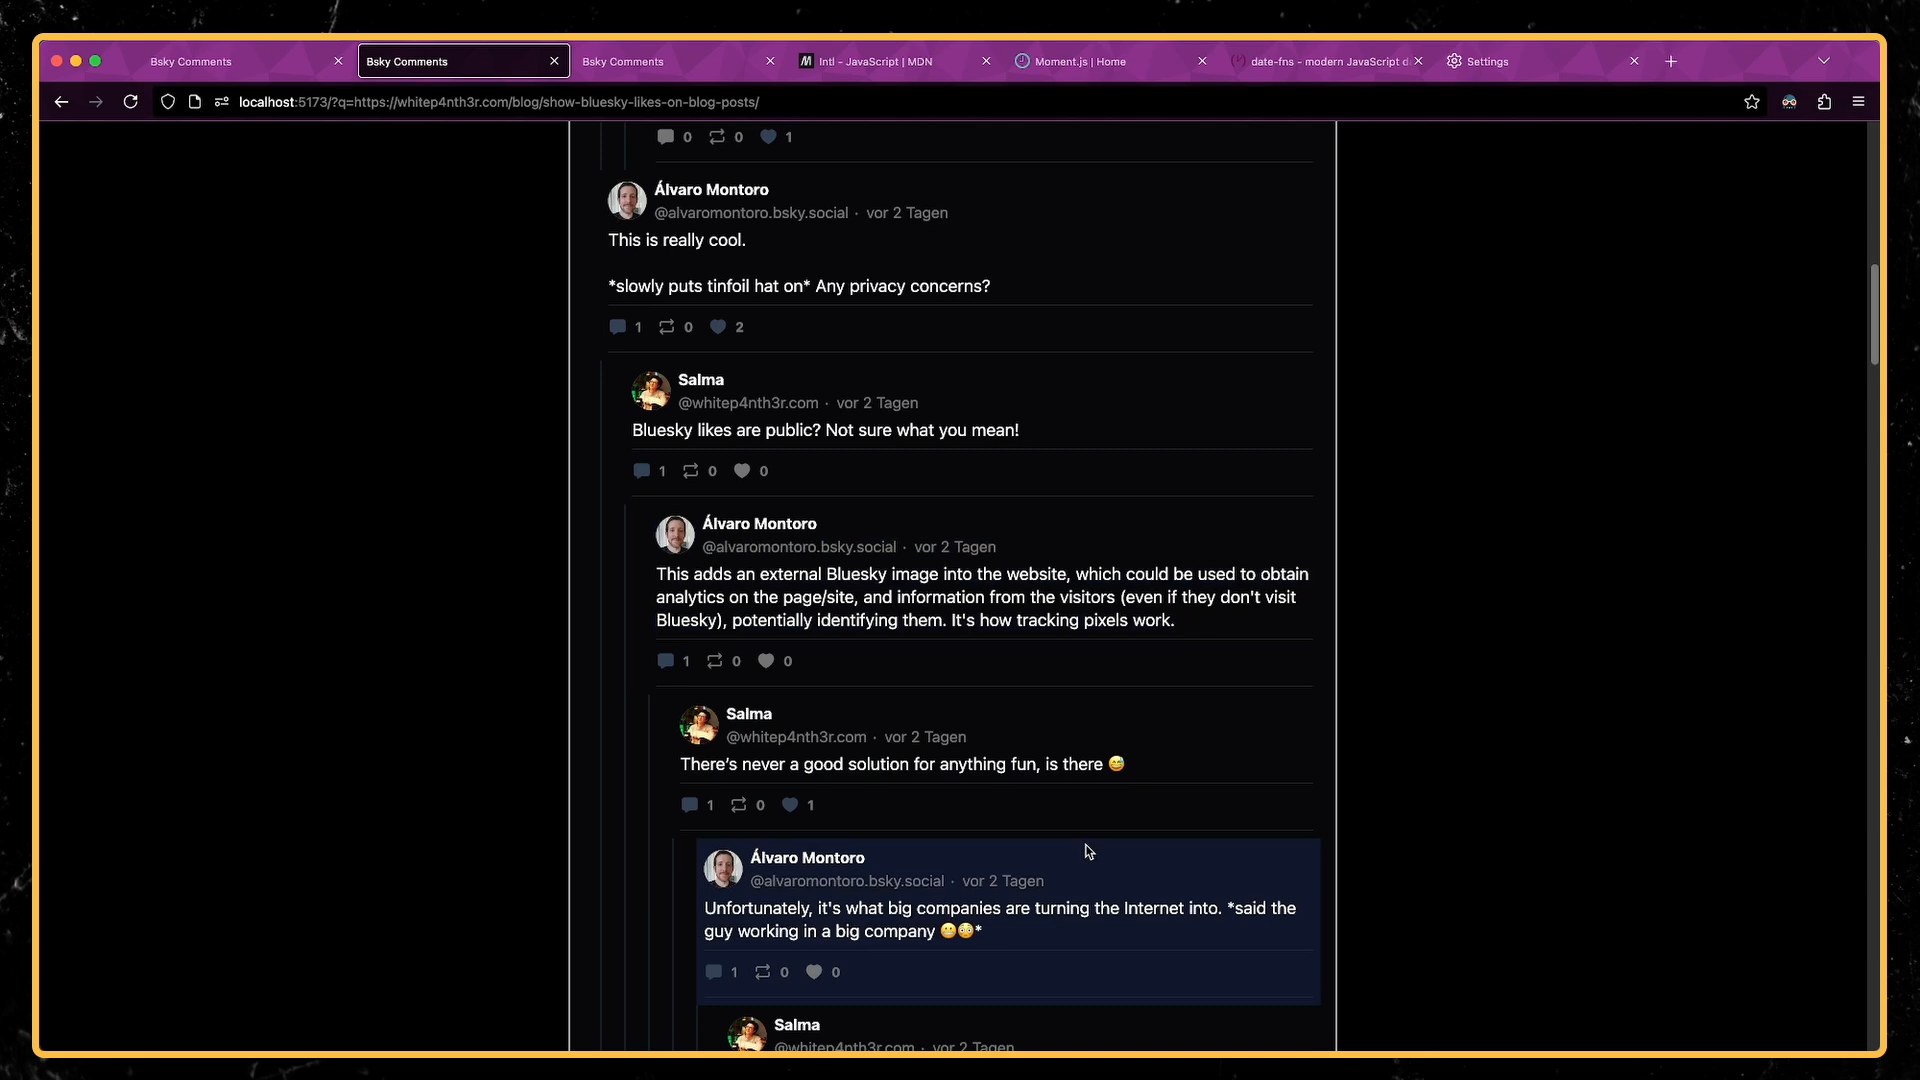 Bsky Comments
Bsky Comments
Bsky Comments
Intl - JavaScript | MDN
Moment.js | Home
date-fns - modern JavaScript d
Settings
localhost:5173/?q=https://whitep4nth3r.com/blog/show-bluesky-likes-on-blog-posts/
0 0 1
Álvaro Montoro
@alvaromontoro.bsky.social · vor 2 Tagen
This is really cool.
*slowly puts tinfoil hat on* Any privacy concerns?
1 0 2
Salma
@whitep4nth3r.com · vor 2 Tagen
Bluesky likes are public? Not sure what you mean!
1 0 0
Álvaro Montoro
@alvaromontoro.bsky.social · vor 2 Tagen
This adds an external Bluesky image into the website, which could be used to obtain
analytics on the page/site, and information from the visitors (even if they don't visit
Bluesky), potentially identifying them. It's how tracking pixels work.
1 0 0
Salma
@whitep4nth3r.com · vor 2 Tagen
There's never a good solution for anything fun, is there 😅
1 0 1
Álvaro Montoro
@alvaromontoro.bsky.social · vor 2 Tagen
Unfortunately, it's what big companies are turning the Internet into. *said the
guy working in a big company 😬😳*
1 0 0
Salma
@whitep4nth3r.com · vor 2 Tagen